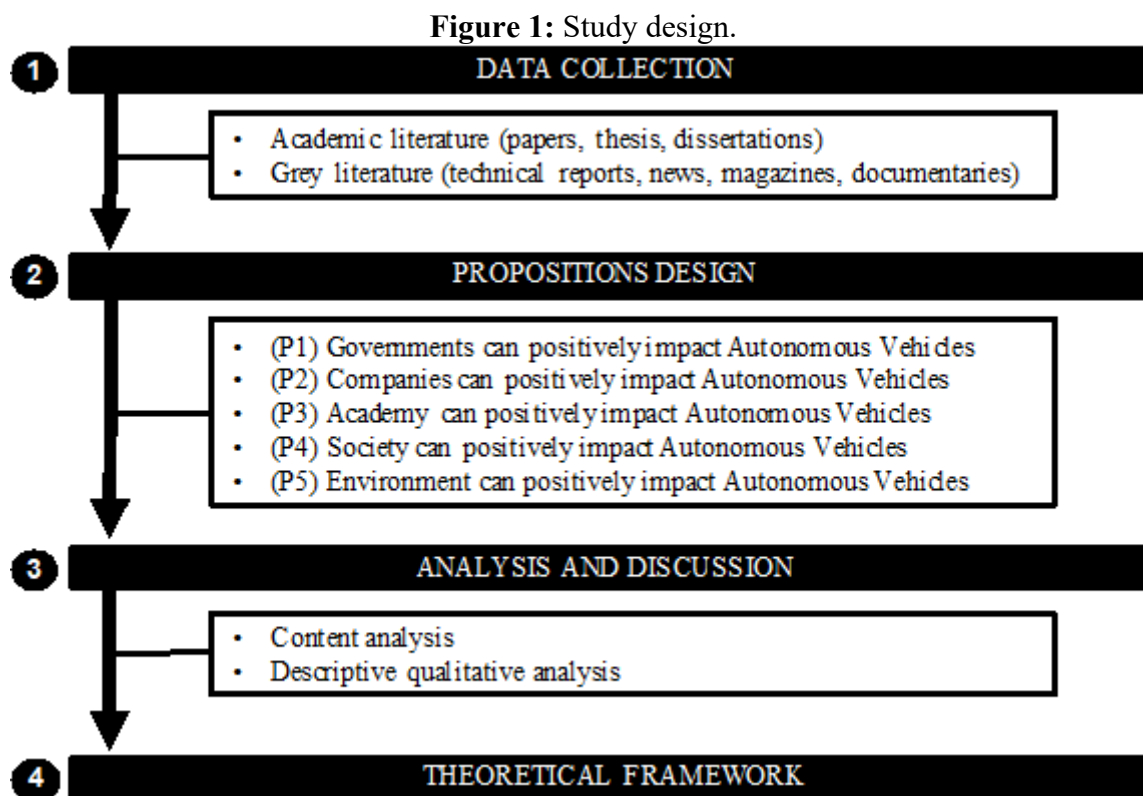 Figure 1: Study design.
1 DATA COLLECTION
• Academic literature (papers, thesis, dissertations)
• Grey literature (technical reports, news, magazines, documentaries)
2 PROPOSITIONS DESIGN
• (P1) Governments can positively impact Autonomous Vehicles
• (P2) Companies can positively impact Autonomous Vehicles
• (P3) Academy can positively impact Autonomous Vehicles
• (P4) Society can positively impact Autonomous Vehicles
• (P5) Environment can positively impact Autonomous Vehicles
3 ANALYSIS AND DISCUSSION
• Content analysis
• Descriptive qualitative analysis
4 THEORETICAL FRAMEWORK